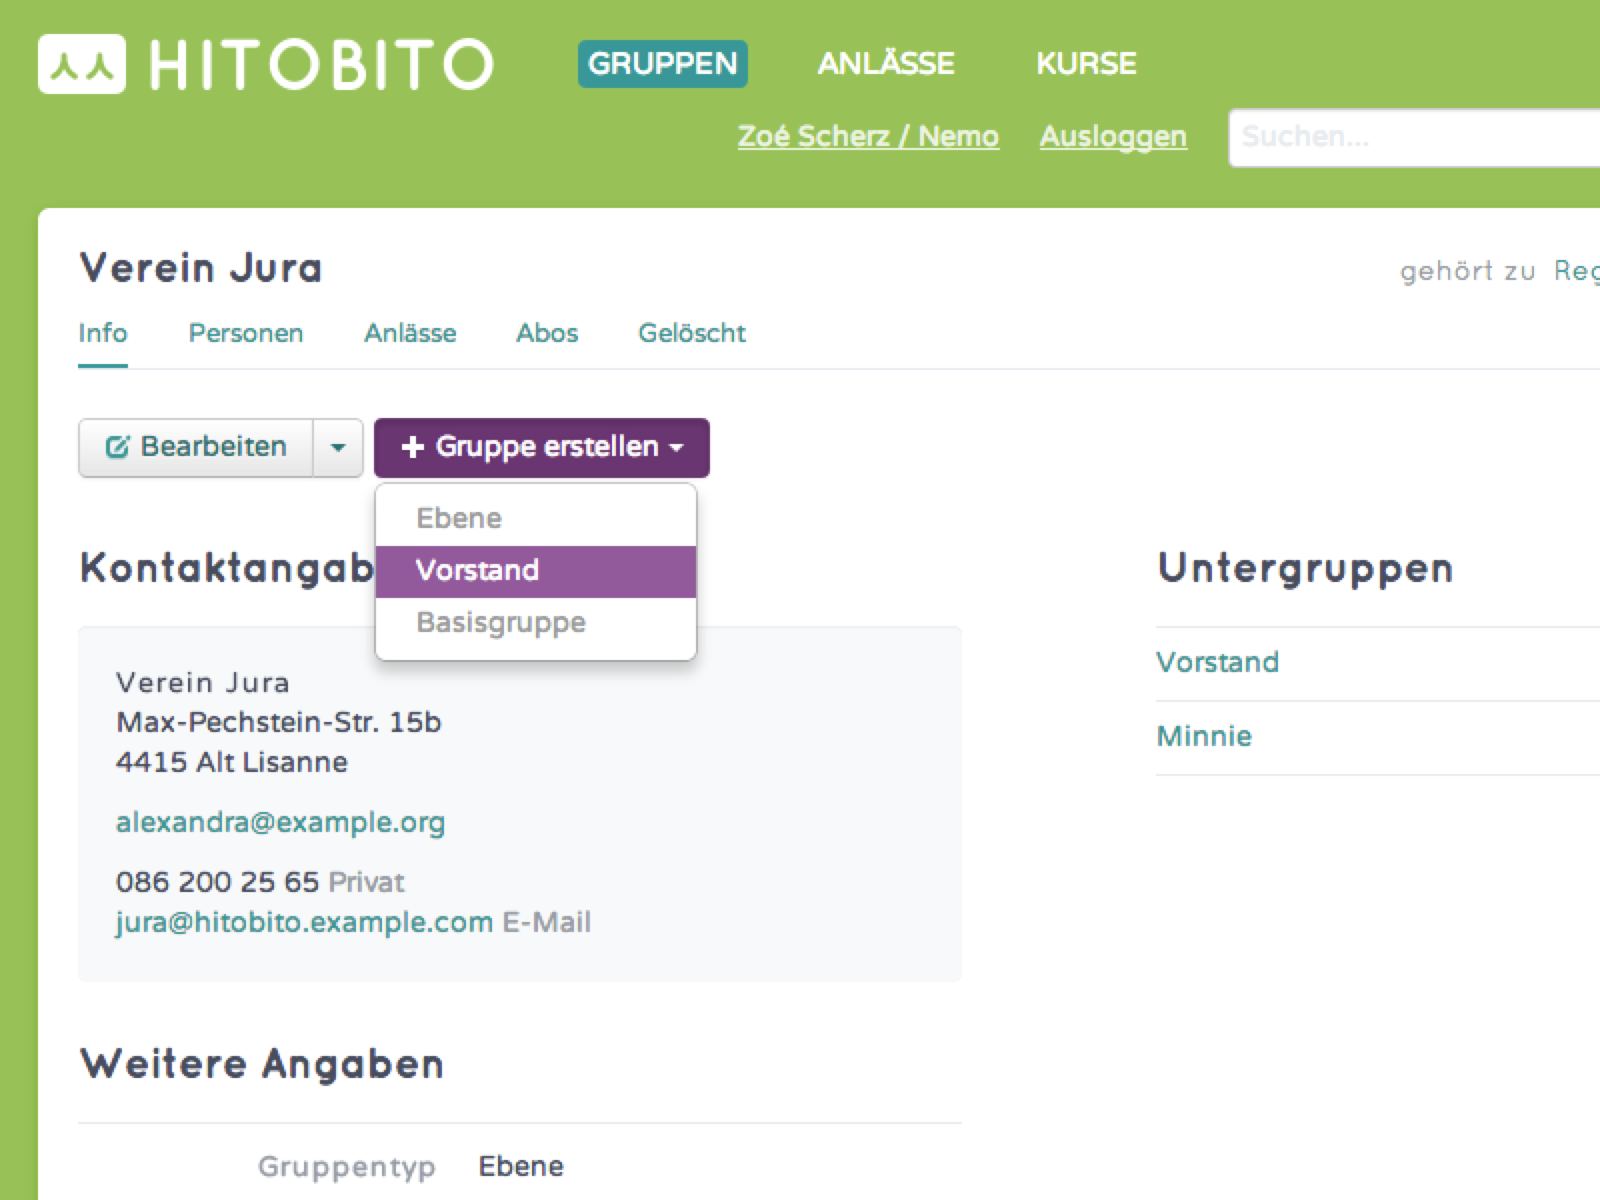 HITOBITO GRUPPEN ANLÄSSE KURSE
Zoé Scherz / Nemo Ausloggen Suchen...
Verein Jura gehört zu
Info Personen Anlässe Abos Gelöscht
Bearbeiten Gruppe erstellen
Ebene
Vorstand
Basisgruppe
Kontaktangab
Verein Jura
Max-Pechstein-Str. 15b
4415 Alt Lisanne
alexandra@example.org
086 200 25 65 Privat
jura@hitobito.example.com E-Mail
Untergruppen
Vorstand
Minnie
Weitere Angaben
Gruppentyp Ebene